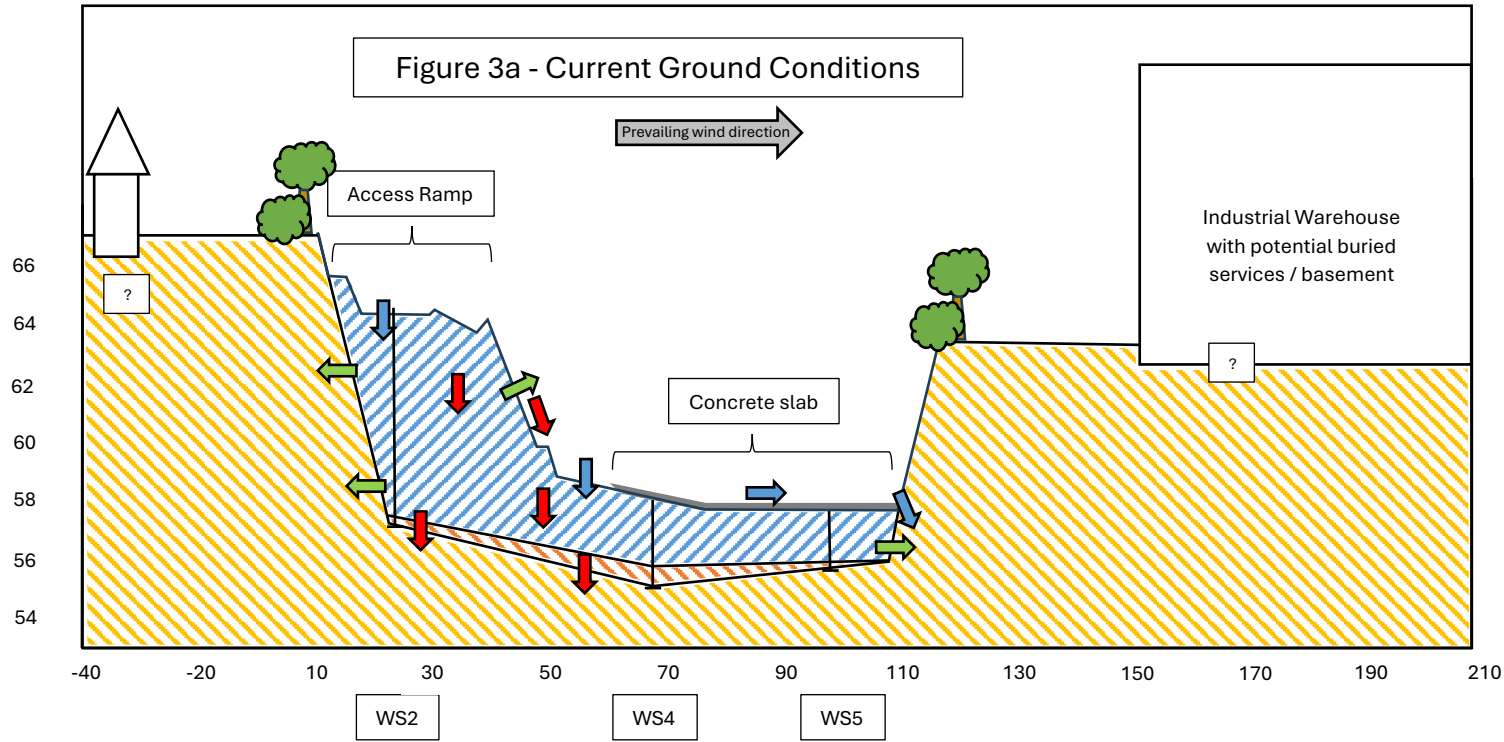 Figure 3a - Current Ground Conditions
Prevailing wind direction
Access Ramp
Industrial Warehouse
with potential buried
services / basement
66
?
64
?
62
Concrete slab
60
58
56
54
-40 -20 10 30 50 70 90 110 130 150 170 190 210
WS2 WS4 WS5